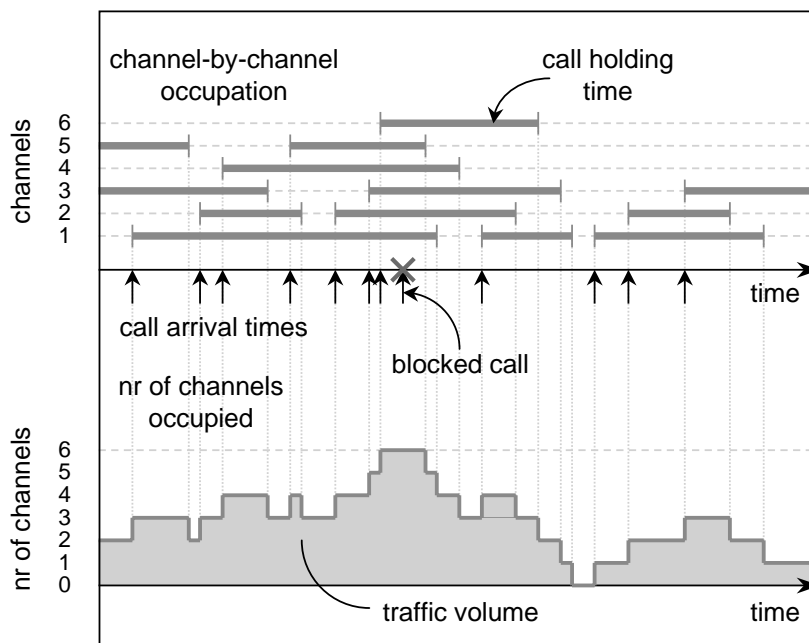 channel-by-channel
occupation
call holding
time
channels
6
5
4
3
2
1
time
call arrival times
blocked call
nr of channels
occupied
nr of channels
6
5
4
3
2
1
0
time
traffic volume